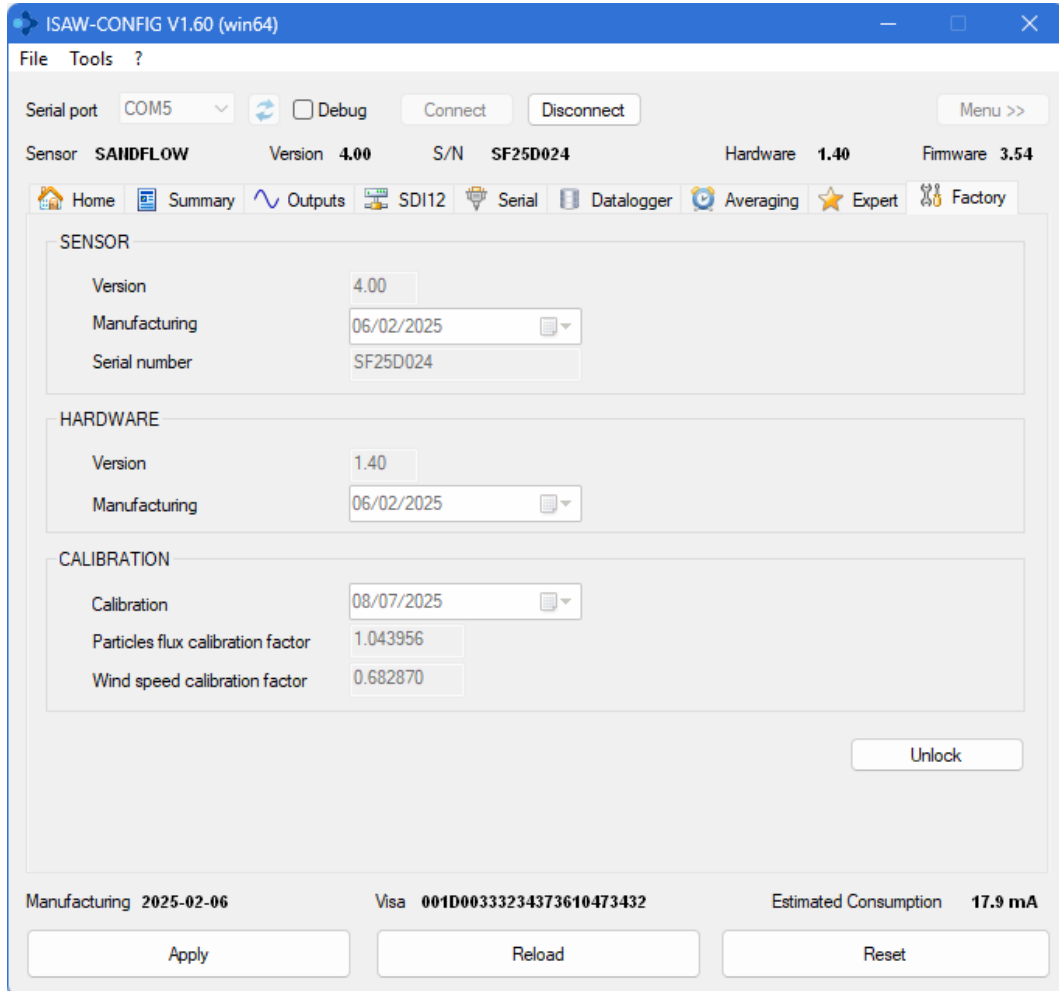 ISAW-CONFIG V1.60 (win64)
File Tools ?
Serial port COM5 Debug Connect Disconnect Menu >>
Sensor SANDFLOW Version 4.00 S/N SF25D024 Hardware 1.40 Firmware 3.54
Home Summary Outputs SDI12 Serial Datalogger Averaging Expert Factory
SENSOR
Version 4.00
Manufacturing 06/02/2025
Serial number SF25D024
HARDWARE
Version 1.40
Manufacturing 06/02/2025
CALIBRATION
Calibration 08/07/2025
Particles flux calibration factor 1.043956
Wind speed calibration factor 0.682870
Unlock
Manufacturing 2025-02-06 Visa 001D00333234373610473432 Estimated Consumption 17.9 mA
Apply Reload Reset